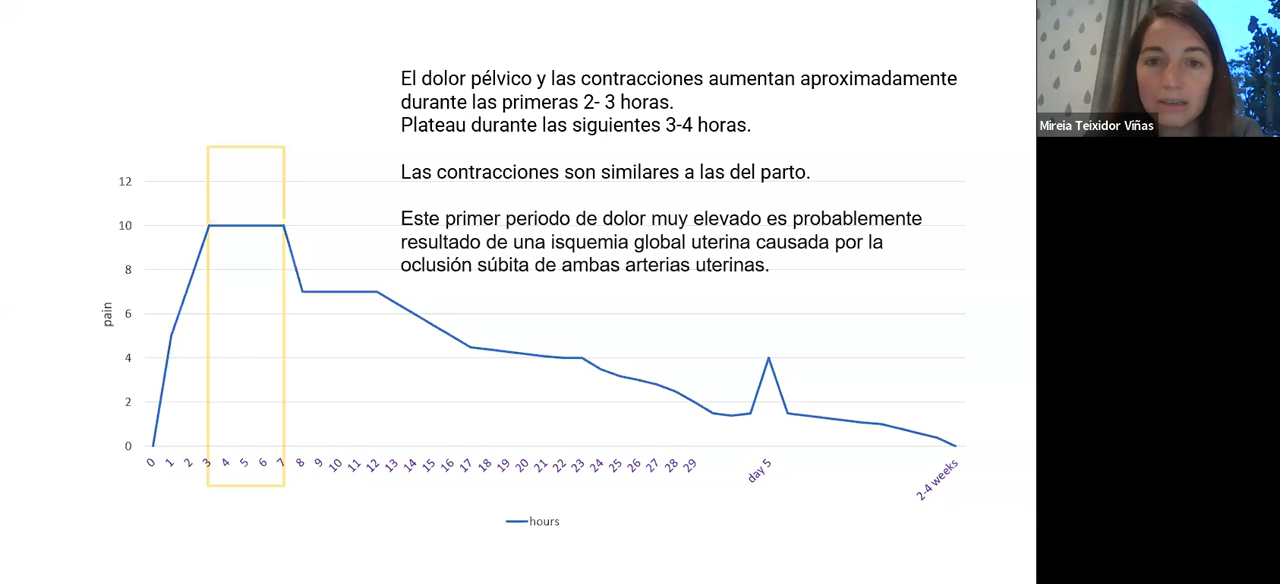 El dolor pélvico y las contracciones aumentan aproximadamente
durante las primeras 2- 3 horas.
Plateau durante las siguientes 3-4 horas.
Las contracciones son similares a las del parto.
Este primer periodo de dolor muy elevado es probablemente
resultado de una isquemia global uterina causada por la
oclusión súbita de ambas arterias uterinas.
Mireia Teixidor Viñas
12
10
8
6
4
2
0
pain
0 1 2 3 4 5 6 7 8 9 10 11 12 13 14 15 16 17 18 19 20 21 22 23 24 25 26 27 28 29 day 5 2-4 weeks
hours